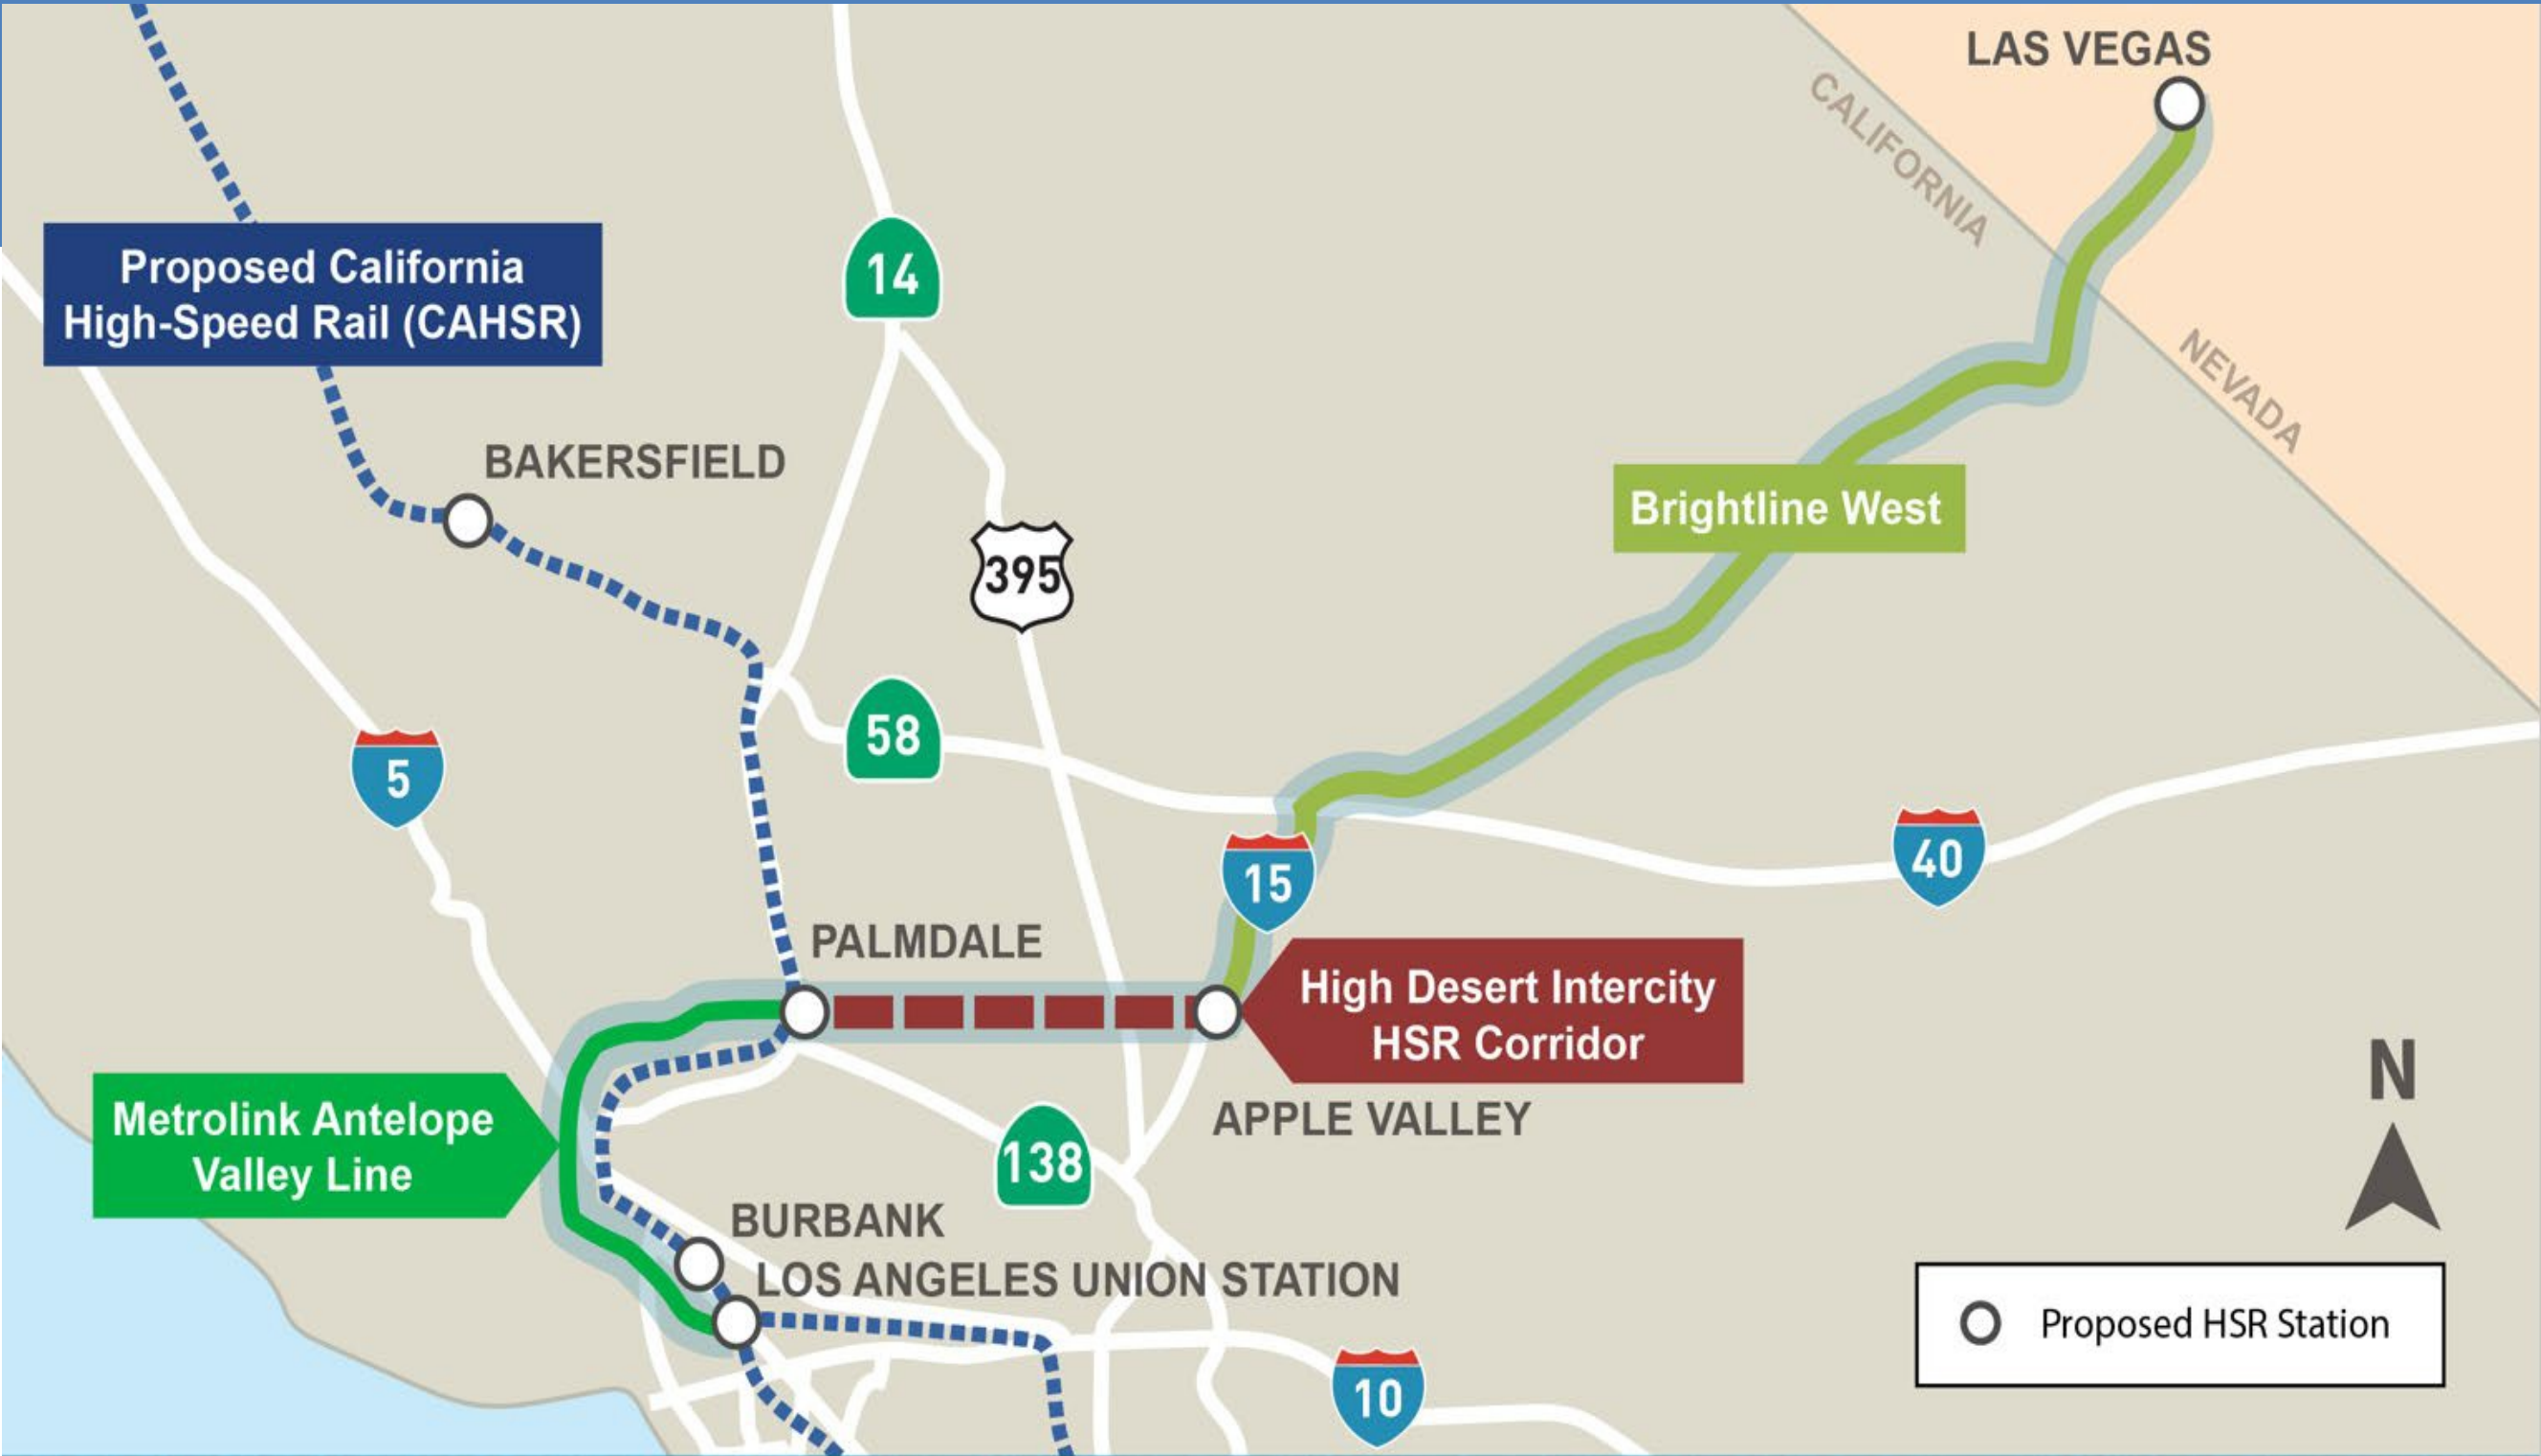 LAS VEGAS
CALIFORNIA
NEVADA
Proposed California
High-Speed Rail (CAHSR)
14
BAKERSFIELD
395
Brightline West
58
5
15
40
PALMDALE
High Desert Intercity
HSR Corridor
N
Metrolink Antelope
Valley Line
APPLE VALLEY
138
BURBANK
LOS ANGELES UNION STATION
Proposed HSR Station
10